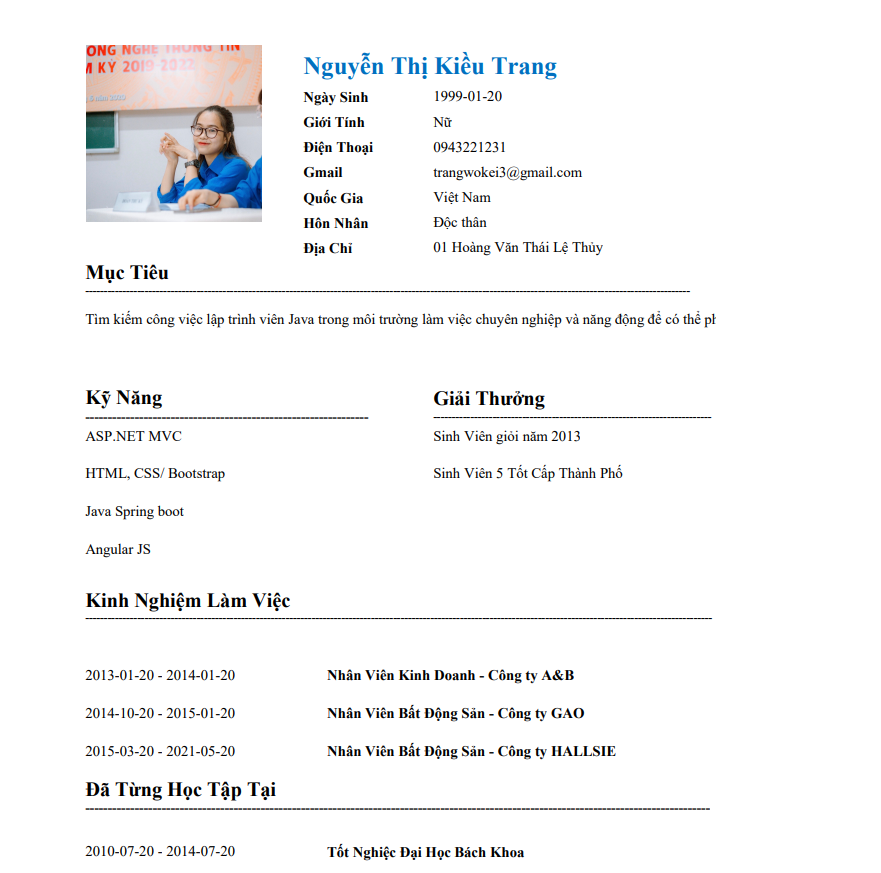 ONG NGHỆ THÔNG TIN
M KỲ 2019-2022
Nguyễn Thị Kiều Trang
Ngày Sinh 1999-01-20
Giới Tính Nữ
Điện Thoại 0943221231
Gmail trangwokei3@gmail.com
Quốc Gia Việt Nam
Hôn Nhân Độc thân
Địa Chỉ 01 Hoàng Văn Thái Lệ Thủy
Mục Tiêu
Tìm kiếm công việc lập trình viên Java trong môi trường làm việc chuyên nghiệp và năng động để có thể ph
Kỹ Năng
ASP.NET MVC
HTML, CSS/ Bootstrap
Java Spring boot
Angular JS
Giải Thưởng
Sinh Viên giỏi năm 2013
Sinh Viên 5 Tốt Cấp Thành Phố
Kinh Nghiệm Làm Việc
2013-01-20 - 2014-01-20 Nhân Viên Kinh Doanh - Công ty A&B
2014-10-20 - 2015-01-20 Nhân Viên Bất Động Sản - Công ty GAO
2015-03-20 - 2021-05-20 Nhân Viên Bất Động Sản - Công ty HALLSIE
Đã Từng Học Tập Tại
2010-07-20 - 2014-07-20 Tốt Nghiệc Đại Học Bách Khoa